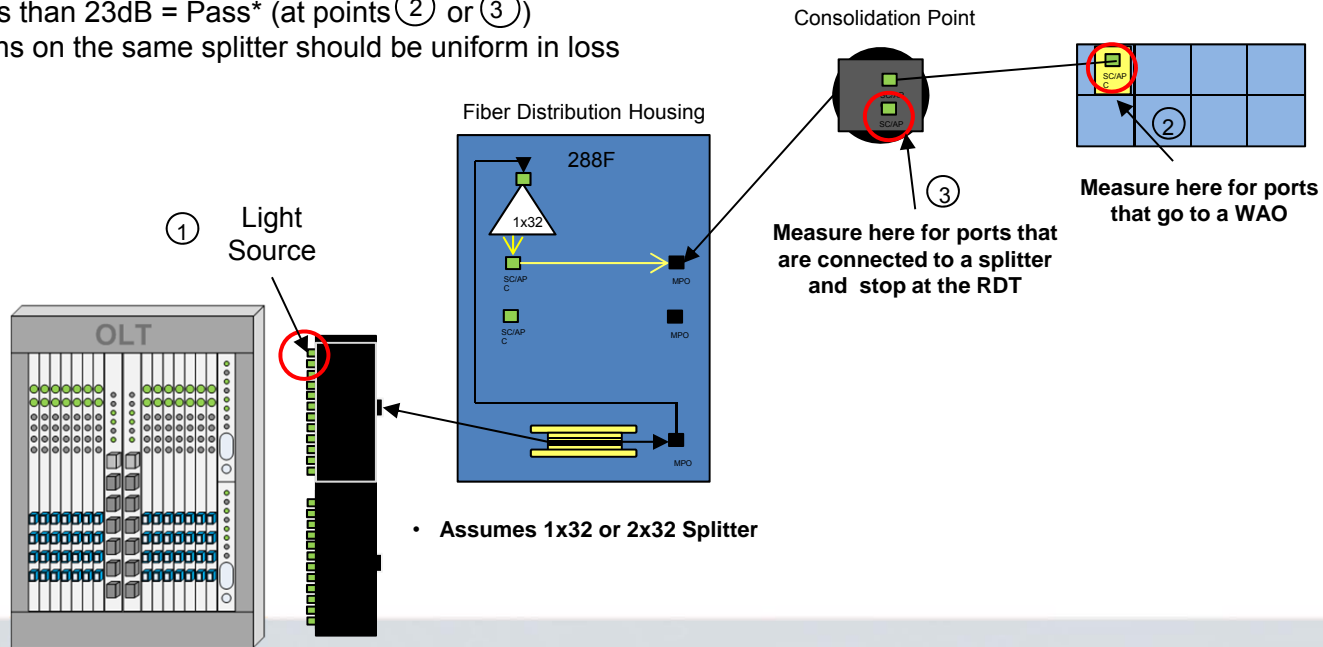 s than 23dB = Pass* (at points 2 or 3)
ns on the same splitter should be uniform in loss
Consolidation Point
SC/AP
C
SC/AP
SC/AP
C
2
Measure here for ports
that go to a WAO
3
Measure here for ports that
are connected to a splitter
and stop at the RDT
Fiber Distribution Housing
288F
1x32
SC/AP
C
MPO
SC/AP
C
MPO
MPO
1
Light
Source
OLT
• Assumes 1x32 or 2x32 Splitter